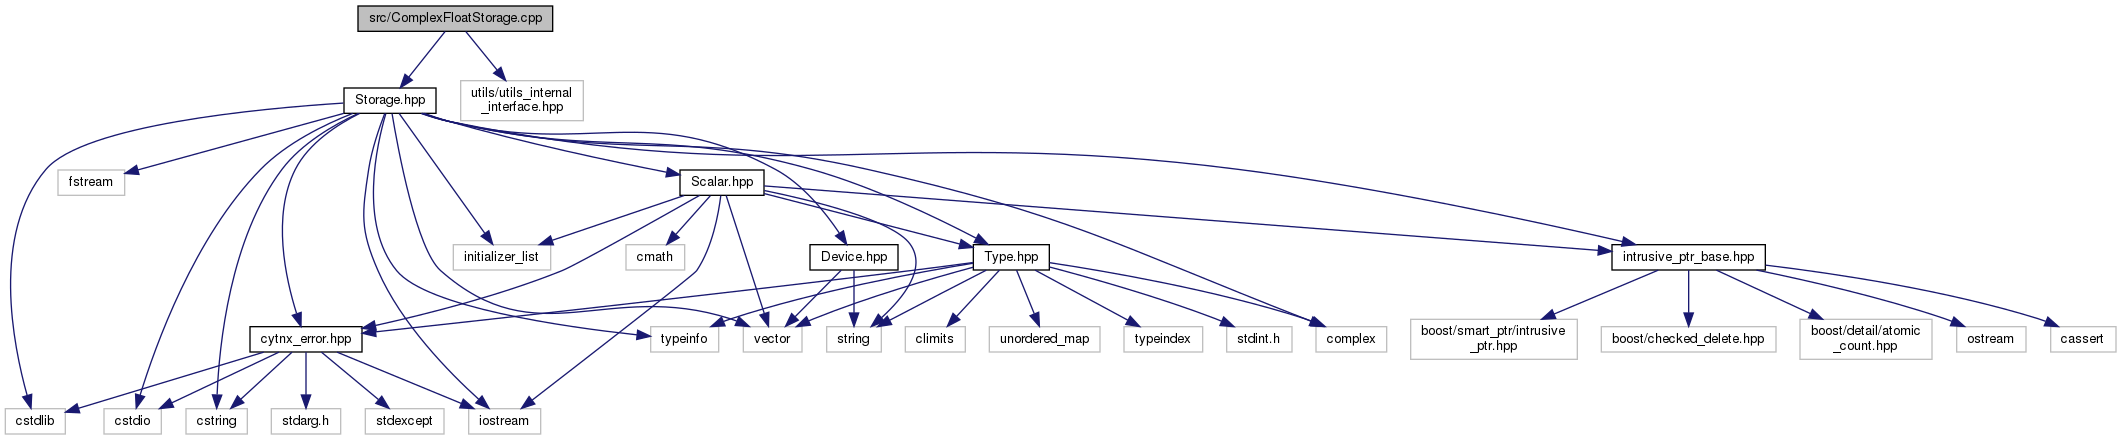 src/ComplexFloatStorage.cpp
Storage.hpp
utils/utils_internal
_interface.hpp
fstream
Scalar.hpp
initializer_list
cmath
Device.hpp
Type.hpp
intrusive_ptr_base.hpp
cytnx_error.hpp
typeinfo
vector
string
climits
unordered_map
typeindex
stdint.h
complex
boost/smart_ptr/intrusive
_ptr.hpp
boost/checked_delete.hpp
boost/detail/atomic
_count.hpp
ostream
cassert
cstdlib
cstdio
cstring
stdarg.h
stdexcept
iostream